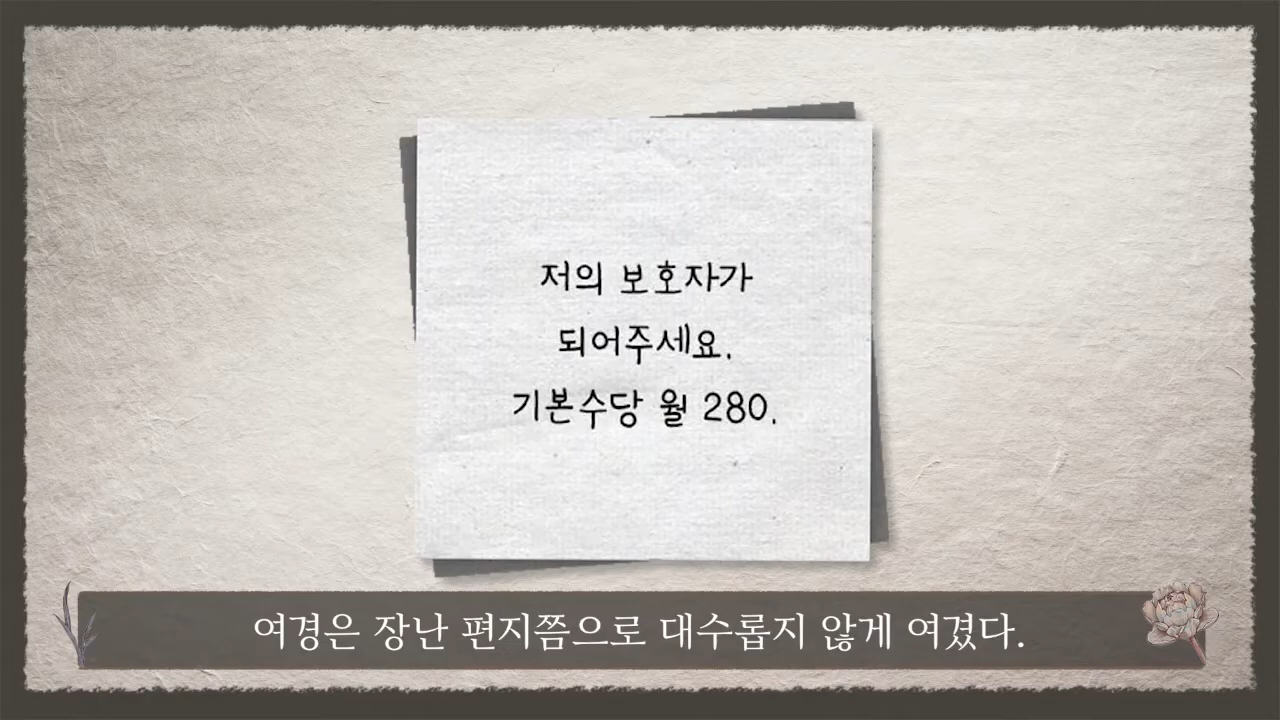 저의 보호자가
되어주세요.
기본수당 월 280.
여경은 장난 편지쯤으로 대수롭지 않게 여겼다.